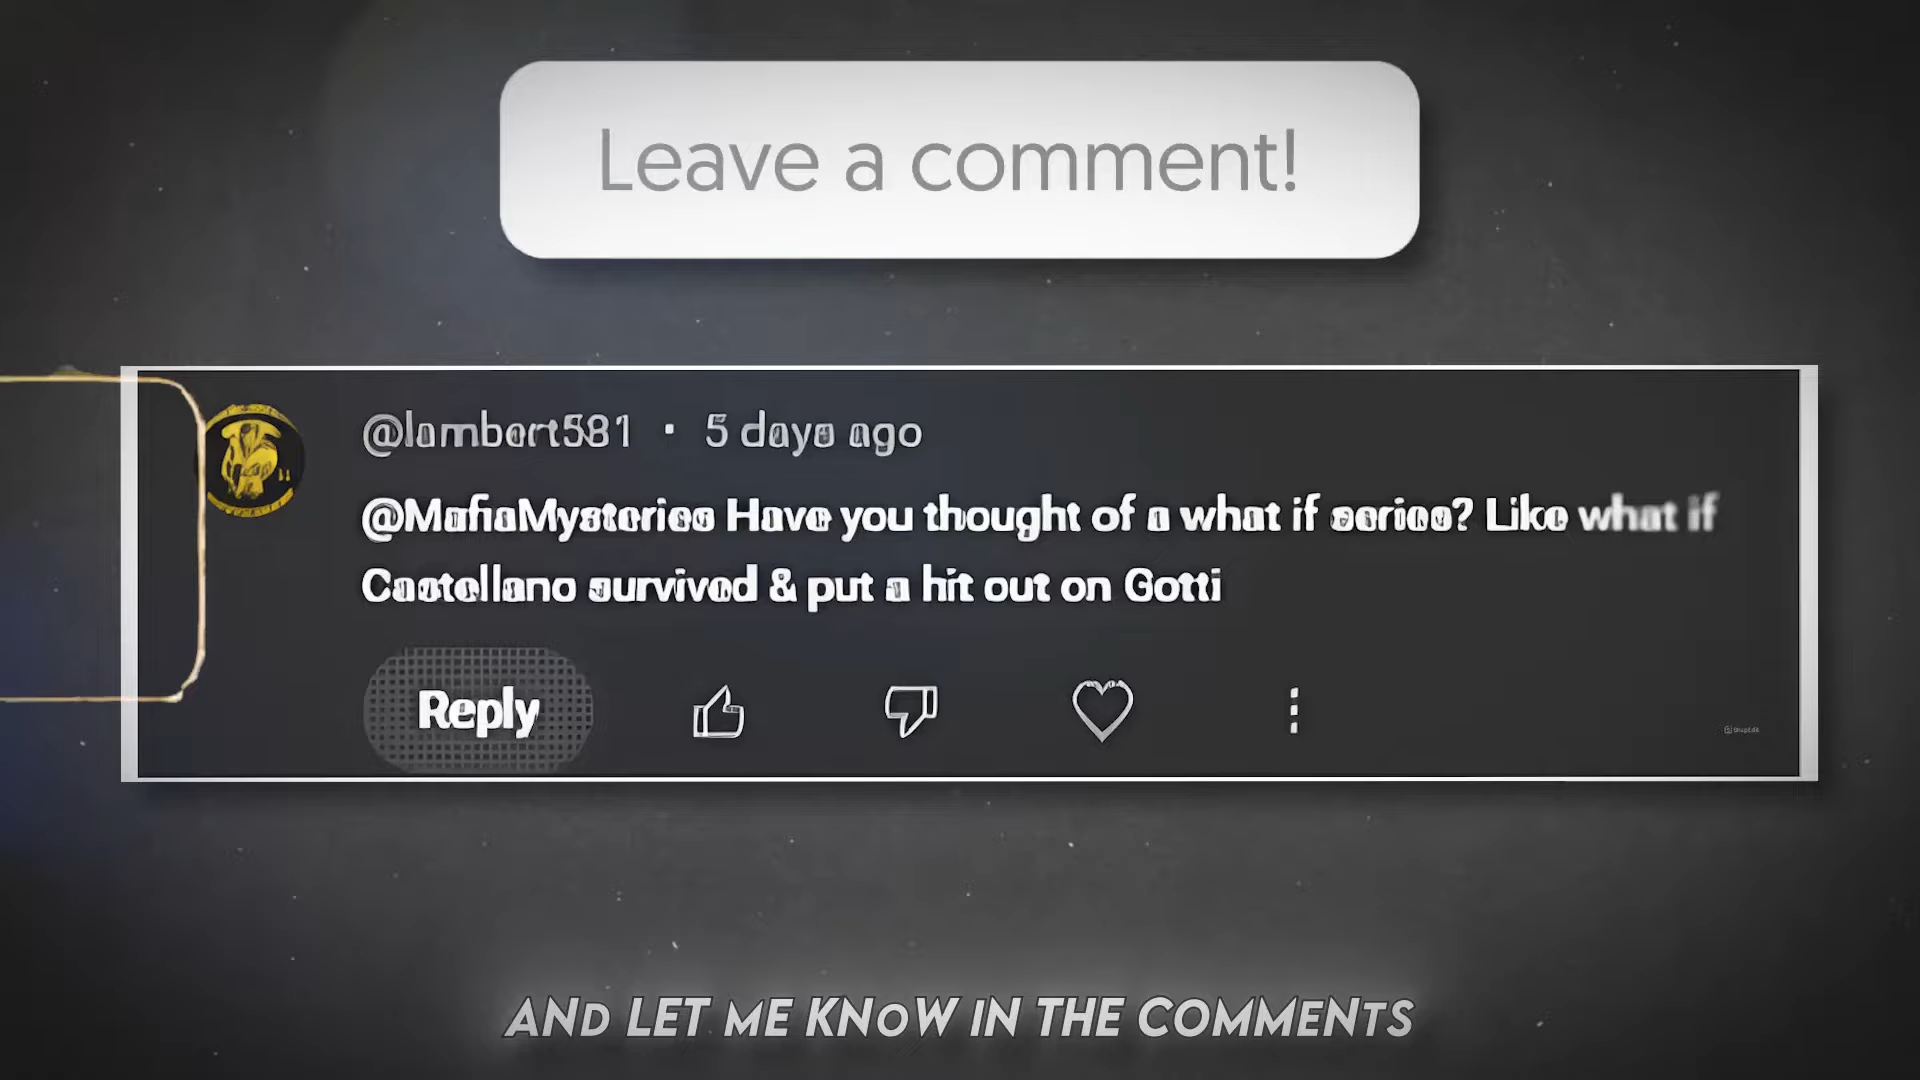 Leave a comment!
@lambert581 · 5 days ago
@MafiaMysteries Have you thought of a what if series? Like what if
Castellano survived & put a hit out on Gotti
Reply
AND LET ME KNOW IN THE COMMENTS